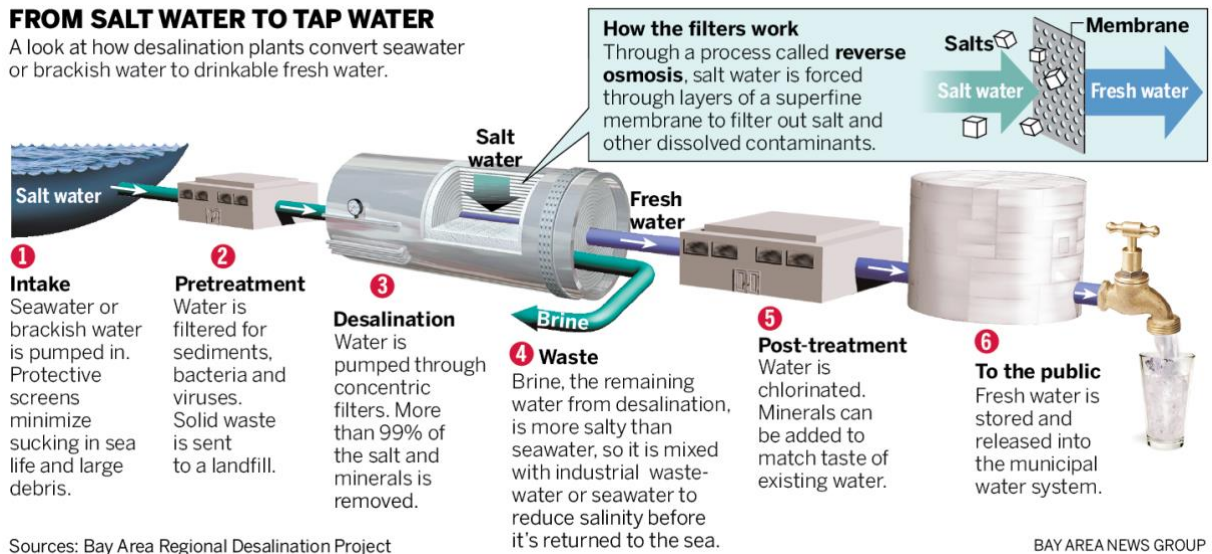 FROM SALT WATER TO TAP WATER
A look at how desalination plants convert seawater
or brackish water to drinkable fresh water.
How the filters work
Through a process called reverse
osmosis, salt water is forced
through layers of a superfine
membrane to filter out salt and
other dissolved contaminants.
Salts
Membrane
Salt water
Fresh water
Salt water
Salt
water
Fresh
water
Brine
1
Intake
Seawater or
brackish water
is pumped in.
Protective
screens
minimize
sucking in sea
life and large
debris.
2
Pretreatment
Water is
filtered for
sediments,
bacteria and
viruses.
Solid waste
is sent
to a landfill.
3
Desalination
Water is
pumped through
concentric
filters. More
than 99% of
the salt and
minerals is
removed.
4 Waste
Brine, the remaining
water from desalination,
is more salty than
seawater, so it is mixed
with industrial waste-
water or seawater to
reduce salinity before
it's returned to the sea.
5
Post-treatment
Water is
chlorinated.
Minerals can
be added to
match taste of
existing water.
6
To the public
Fresh water is
stored and
released into
the municipal
water system.
Sources: Bay Area Regional Desalination Project
BAY AREA NEWS GROUP